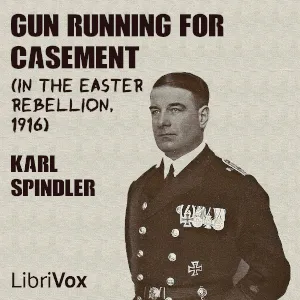 GUN RUNNING FOR
CASEMENT
(IN THE EASTER
REBELLION,
1916)
KARL
SPINDLER
LibriVox